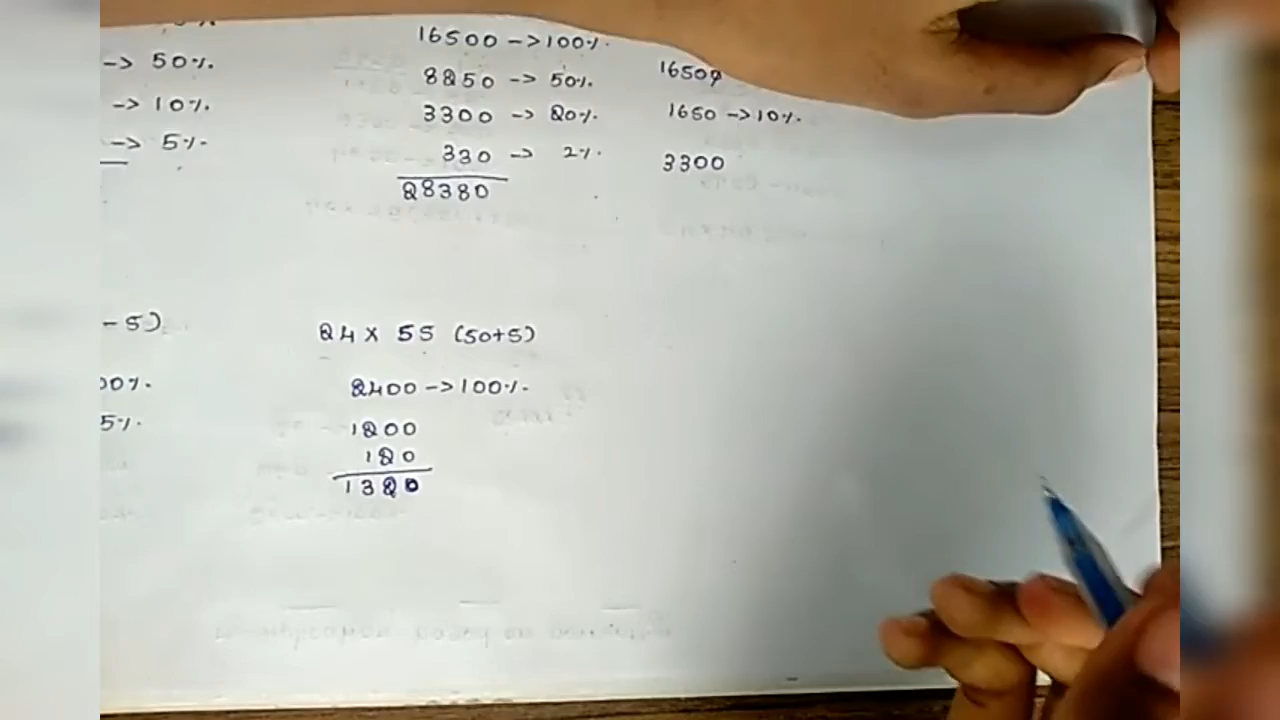 -> 50%
-> 10%
-> 5%
16500 -> 100%
8250 -> 50%
3300 -> 20%
330 -> 2%
28380
16500
1650 -> 10%
3300
- 5)
00%
5%
24 x 55 (50+5)
2400 -> 100%
1200
120
1320